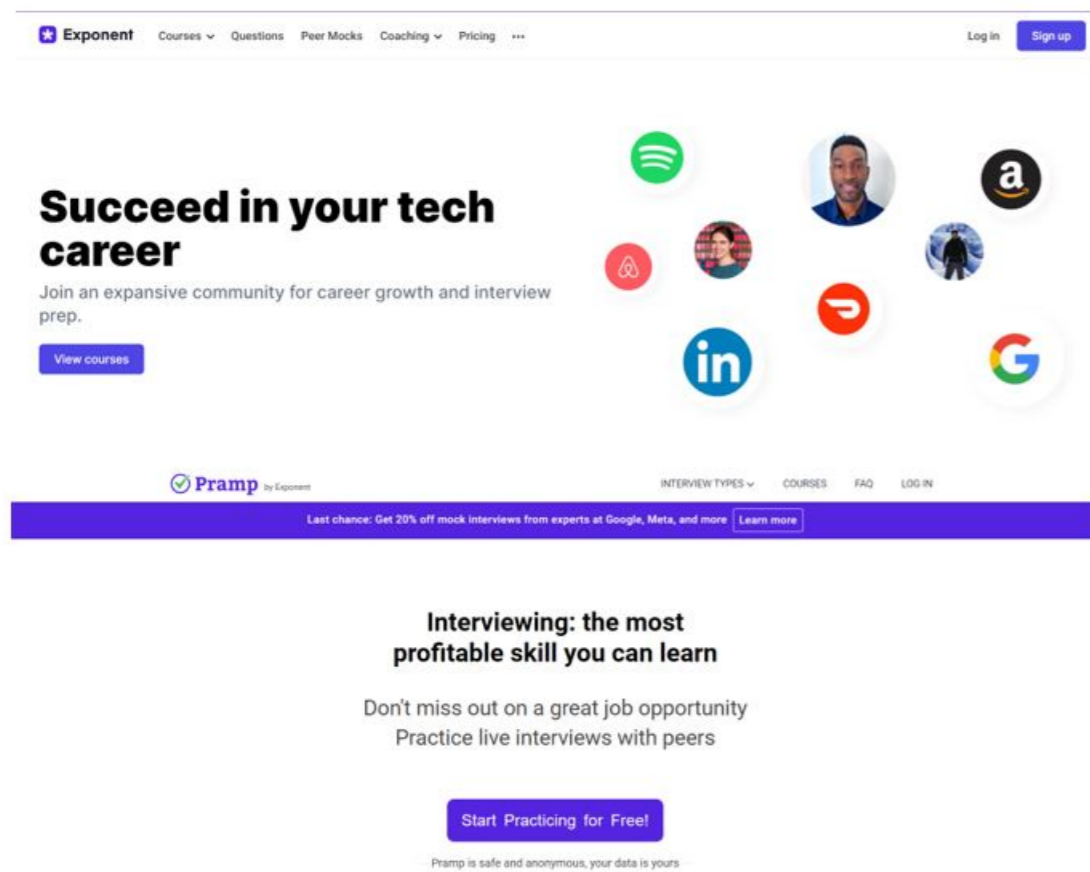 Exponent Courses Questions Peer Mocks Coaching Pricing ... Log in Sign up
Succeed in your tech
career
Join an expansive community for career growth and interview
prep.
View courses
a
in
G
Pramp by Exponent INTERVIEW TYPES COURSES FAQ LOG IN
Last chance: Get 20% off mock interviews from experts at Google, Meta, and more Learn more
Interviewing: the most
profitable skill you can learn
Don't miss out on a great job opportunity
Practice live interviews with peers
Start Practicing for Free!
Pramp is safe and anonymous, your data is yours